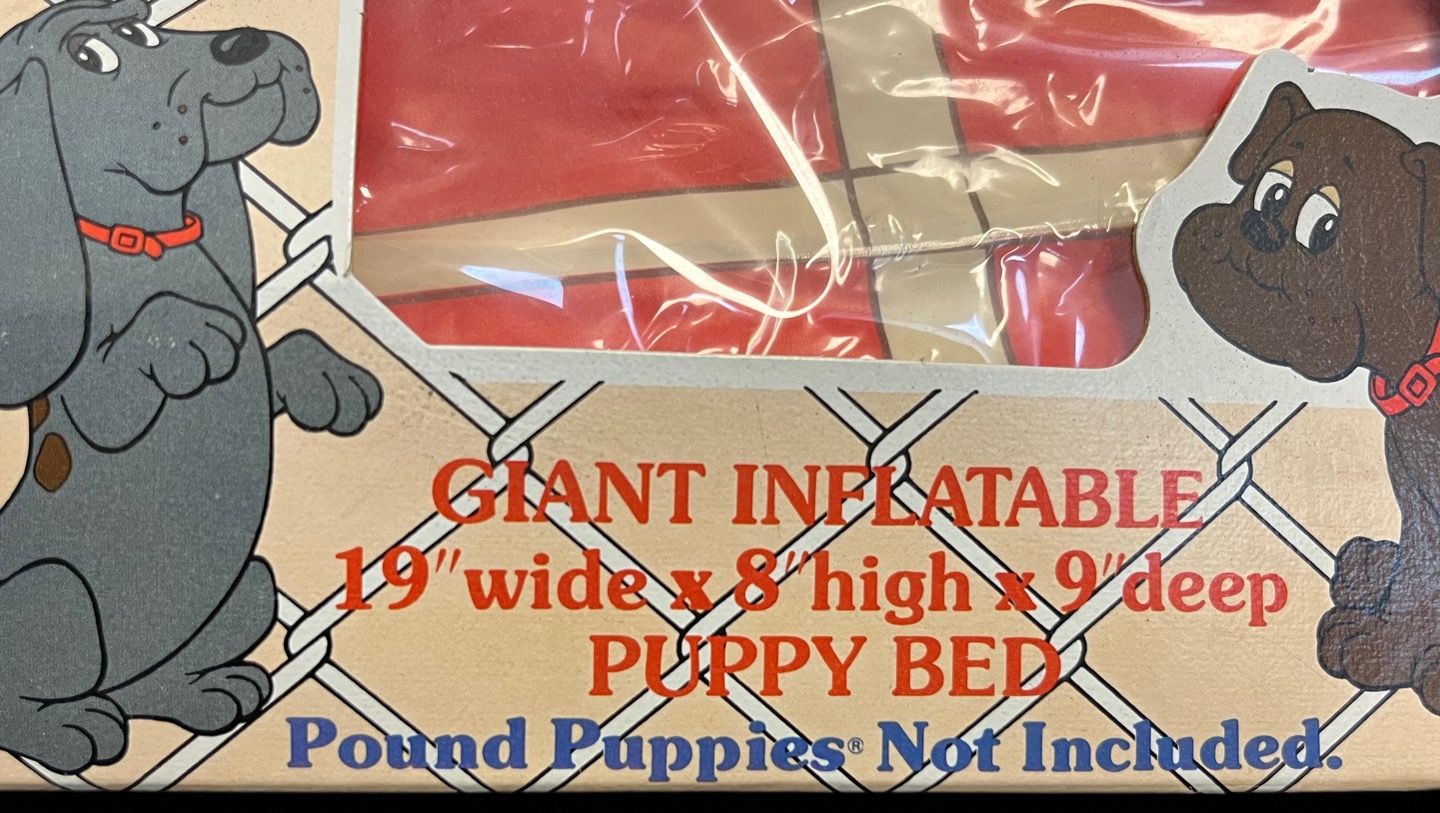 GIANT INFLATABLE
19" wide x 8" high x 9" deep
PUPPY BED
Pound Puppies® Not Included.